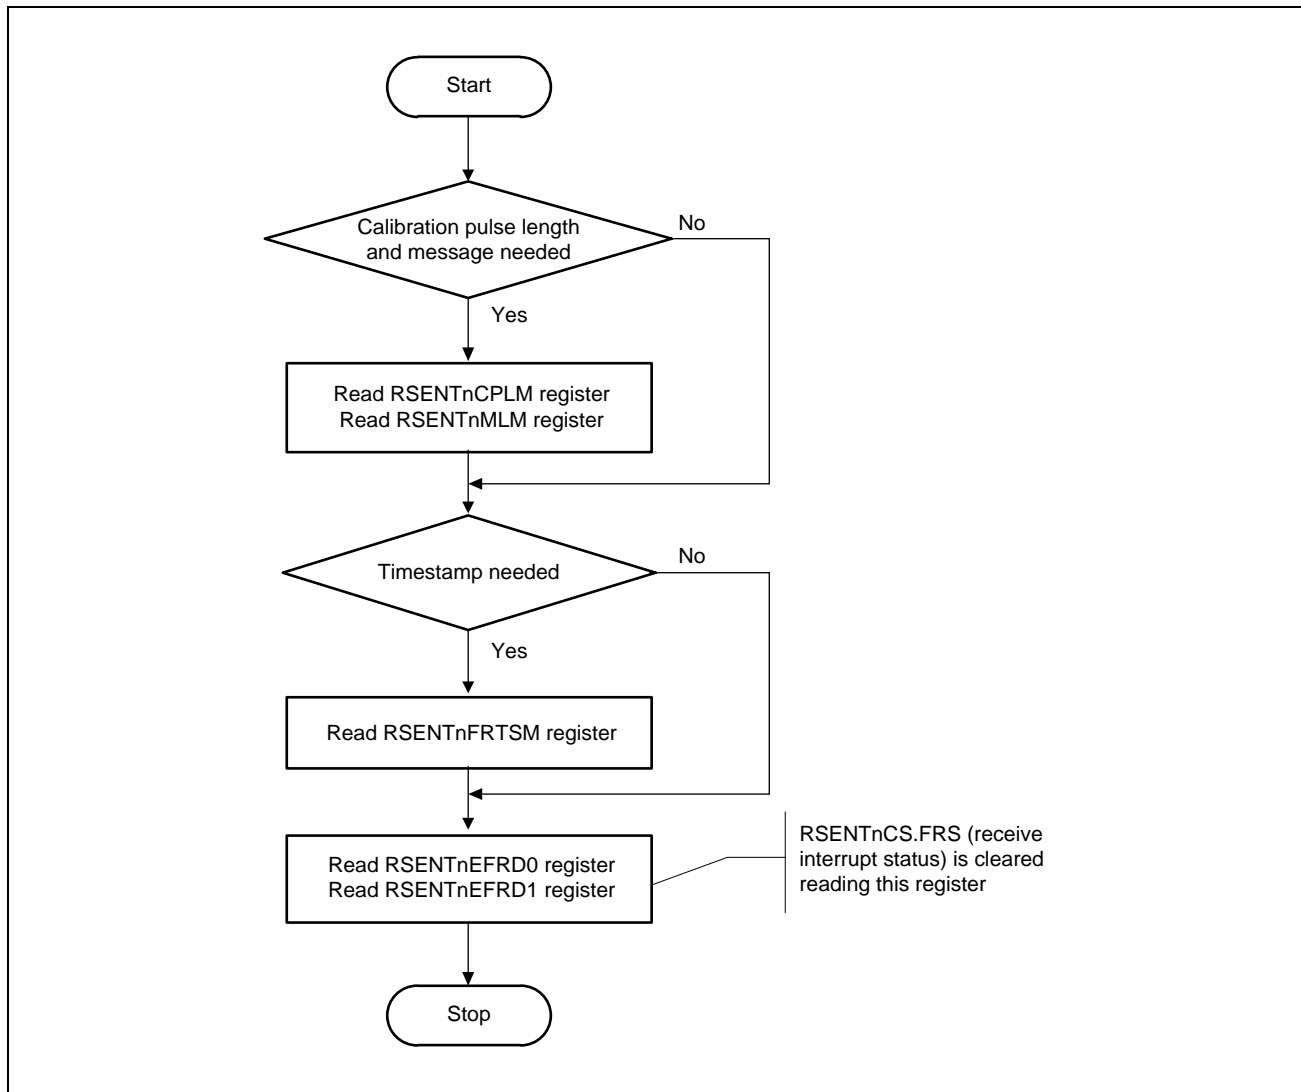 Start
Calibration pulse length
and message needed
No
Yes
Read RSENTnCPLM register
Read RSENTnMLM register
Timestamp needed
No
Yes
Read RSENTnFRTSM register
Read RSENTnEFRD0 register
Read RSENTnEFRD1 register
RSENTnCS.FRS (receive
interrupt status) is cleared
reading this register
Stop